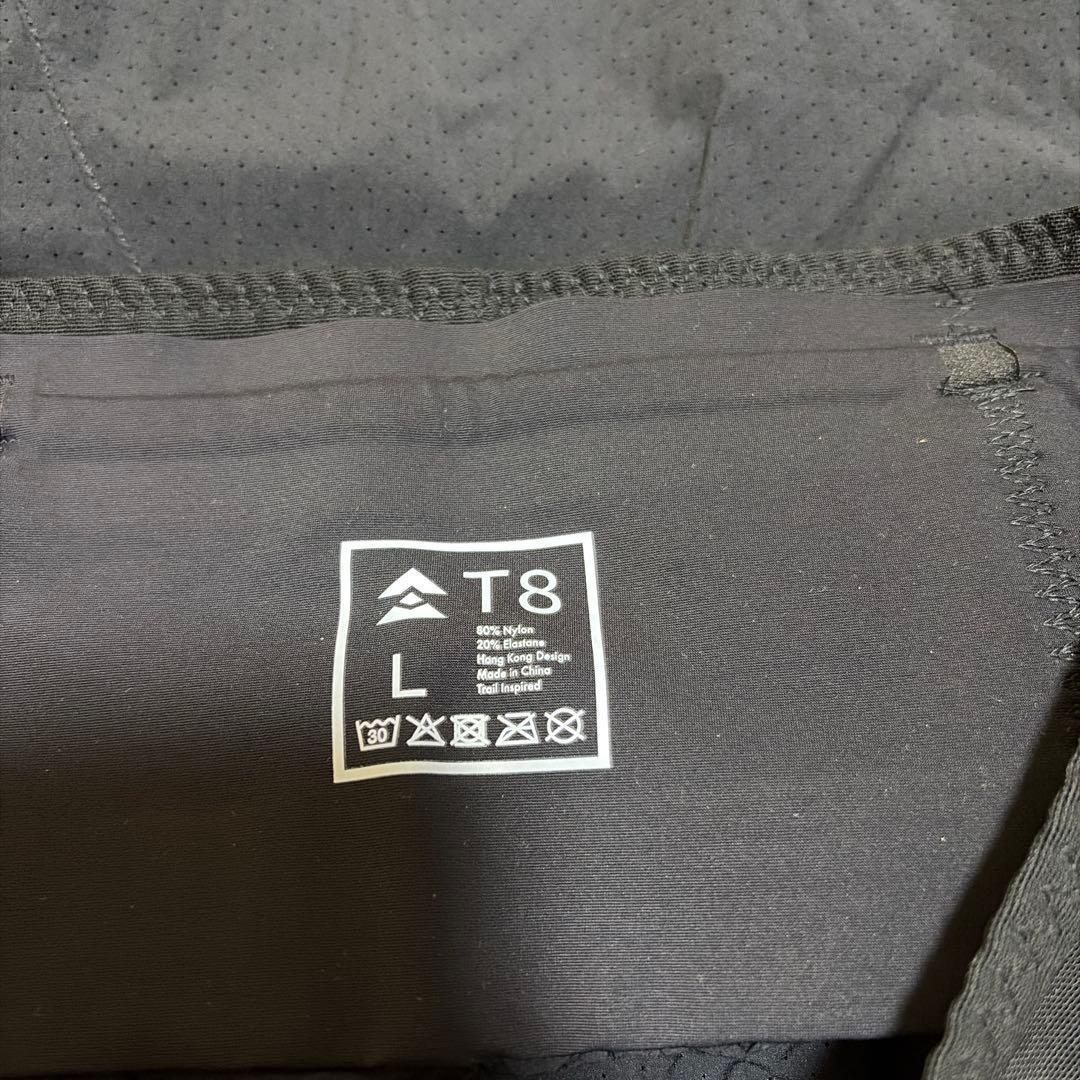 T8
80% Nylon
20% Elastane
Hong Kong Design
Made in China
Trail Inspired
L
30